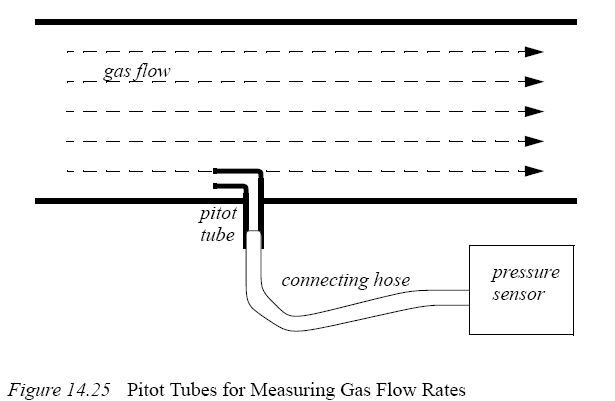 gas flow
pitot
tube
connecting hose
pressure
sensor
Figure 14.25 Pitot Tubes for Measuring Gas Flow Rates